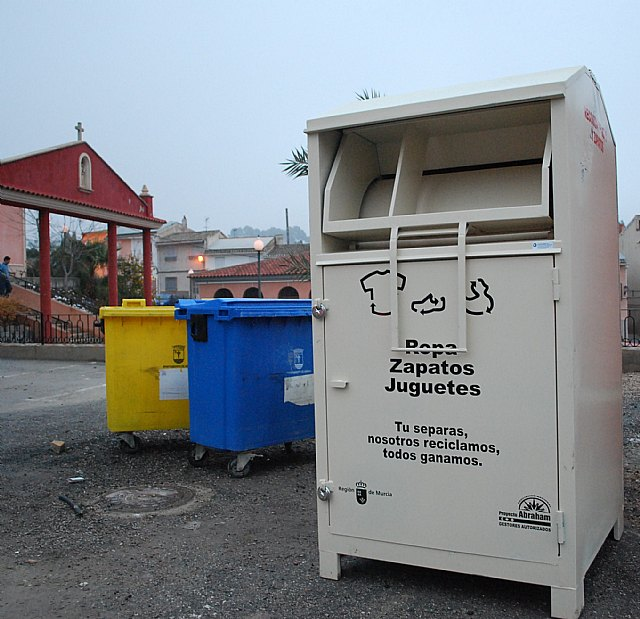 Ropa
Zapatos
Juguetes
Tu separas,
nosotros reciclamos,
todos ganamos.
Región de Murcia
Proyecto
Abraham
GESTORES AUTORIZADOS